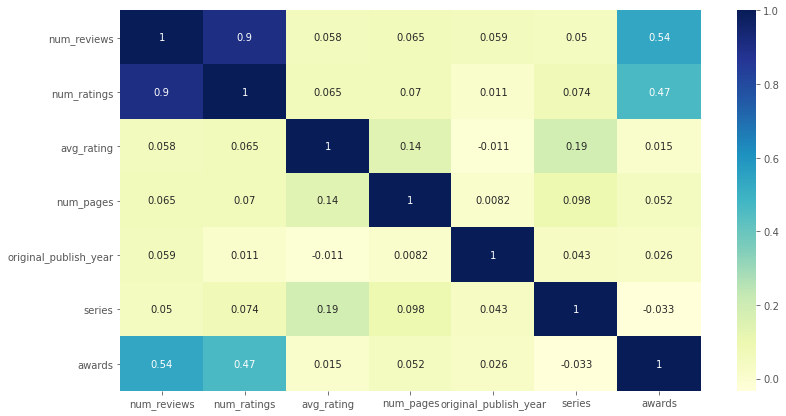 num_reviews 1 0.9 0.058 0.065 0.059 0.05 0.54
num_ratings 0.9 1 0.065 0.07 0.011 0.074 0.47
avg_rating 0.058 0.065 1 0.14 -0.011 0.19 0.015
num_pages 0.065 0.07 0.14 1 0.0082 0.098 0.052
original_publish_year 0.059 0.011 -0.011 0.0082 1 0.043 0.026
series 0.05 0.074 0.19 0.098 0.043 1 -0.033
awards 0.54 0.47 0.015 0.052 0.026 -0.033 1
num_reviews num_ratings avg_rating num_pages original_publish_year series awards
1.0
0.8
0.6
0.4
0.2
0.0